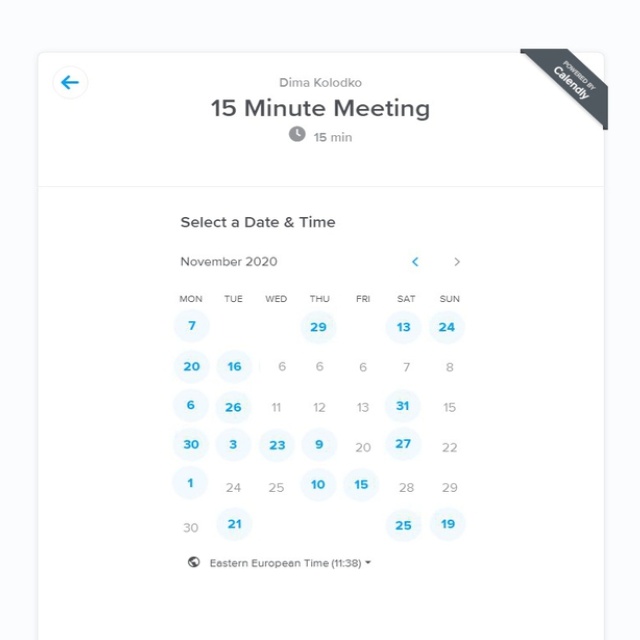 POWERED BY
Calendly
Dima Kolodko
15 Minute Meeting
15 min
Select a Date & Time
November 2020
MON TUE WED THU FRI SAT SUN
7 29 13 24
20 16 6 6 6 7 8
6 26 11 12 13 31 15
30 3 23 9 20 27 22
1 24 25 10 15 28 29
30 21 25 19
Eastern European Time (11:38)